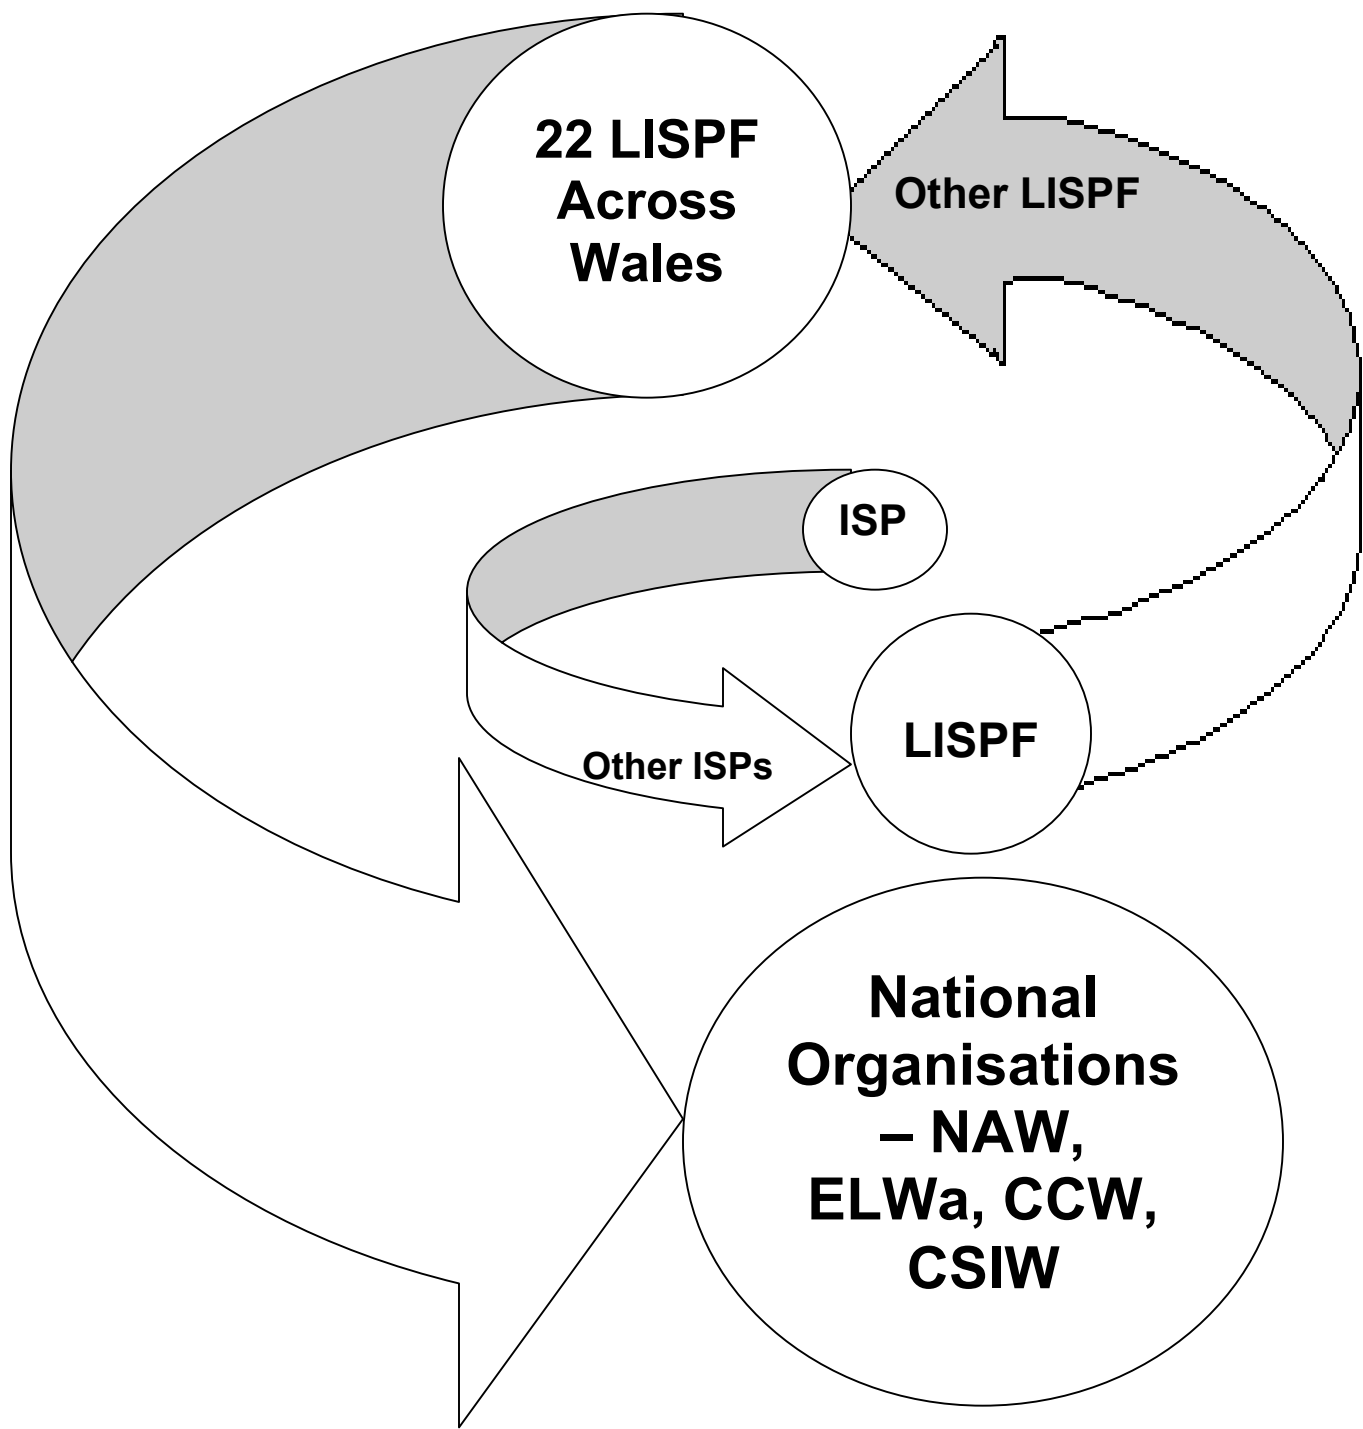 22 LISPF
Across
Wales
Other LISPF
ISP
LISPF
Other ISPs
National
Organisations
– NAW,
ELWa, CCW,
CSIW